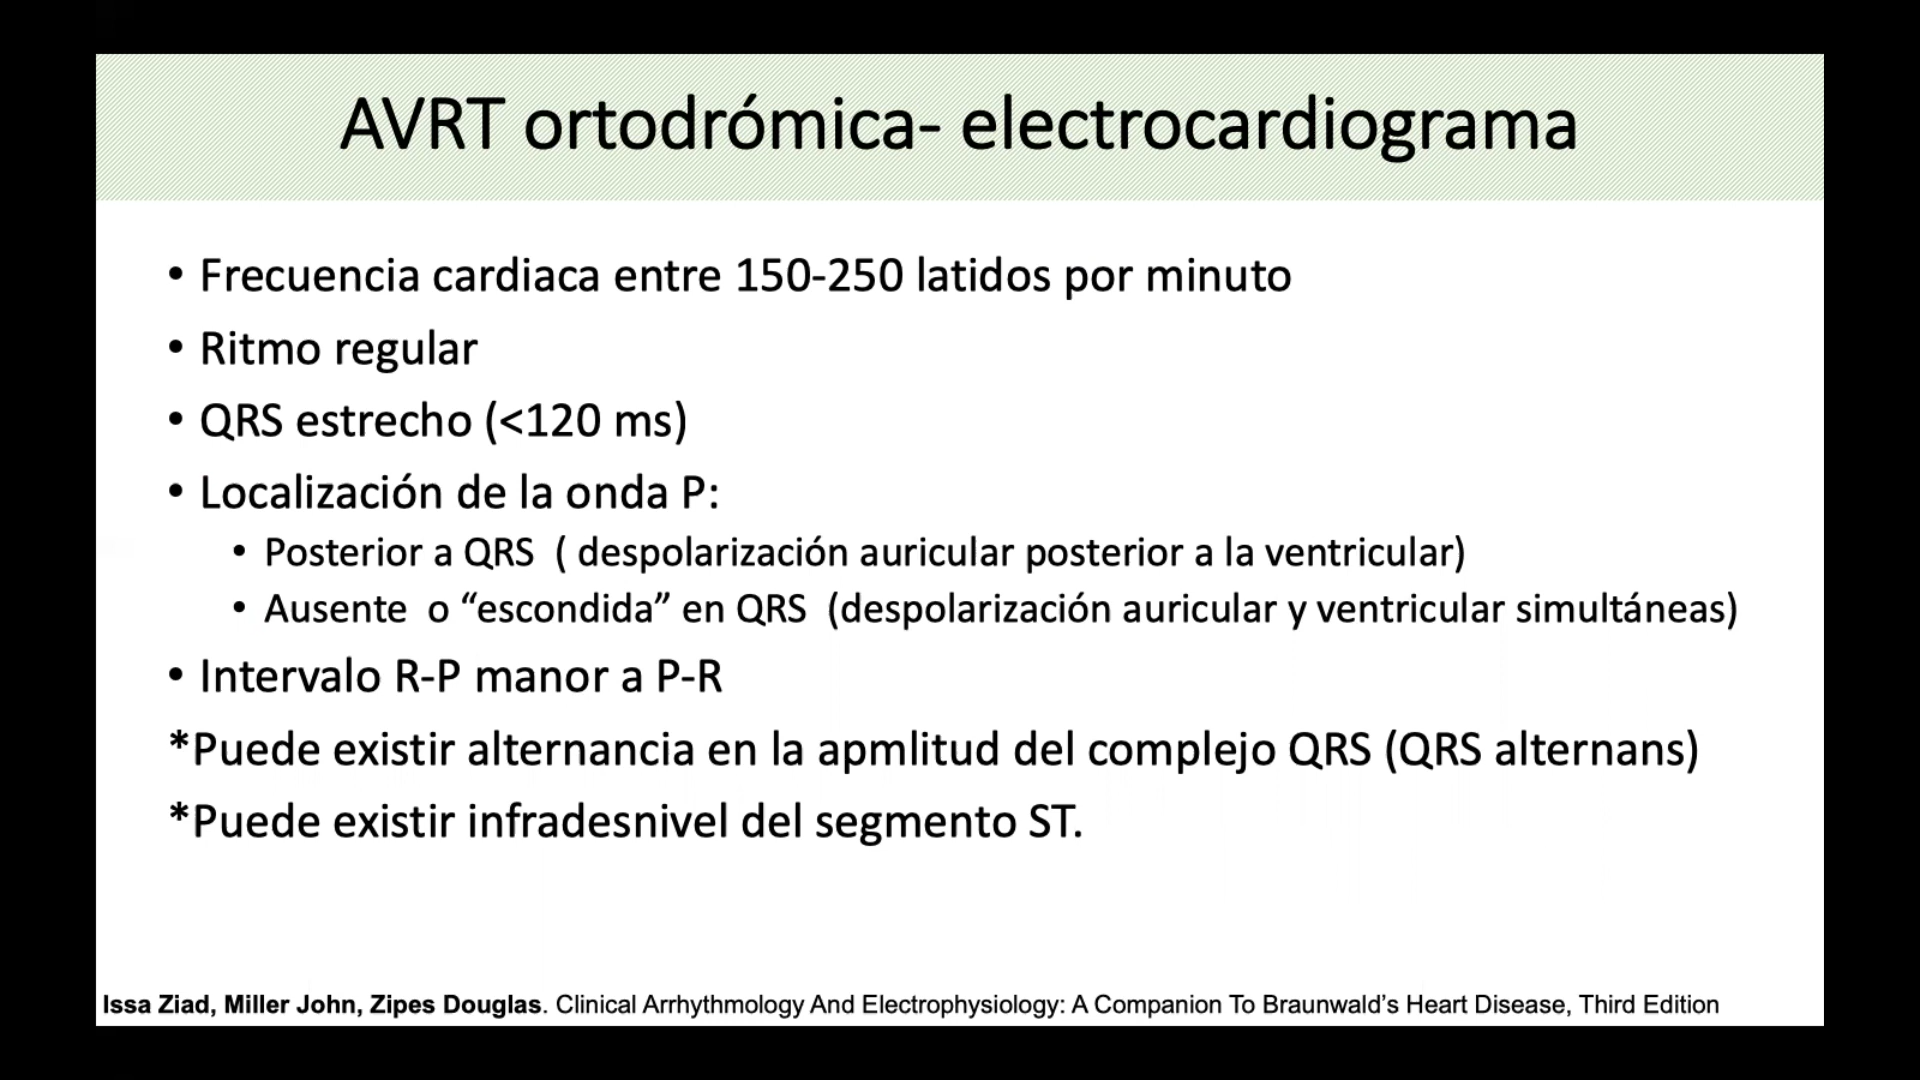 AVRT ortodrómica- electrocardiograma
• Frecuencia cardiaca entre 150-250 latidos por minuto
• Ritmo regular
• QRS estrecho (<120 ms)
• Localización de la onda P:
• Posterior a QRS ( despolarización auricular posterior a la ventricular)
• Ausente o “escondida” en QRS (despolarización auricular y ventricular simultáneas)
• Intervalo R-P manor a P-R
*Puede existir alternancia en la apmlitud del complejo QRS (QRS alternans)
*Puede existir infradesnivel del segmento ST.
Issa Ziad, Miller John, Zipes Douglas. Clinical Arrhythmology And Electrophysiology: A Companion To Braunwald’s Heart Disease, Third Edition